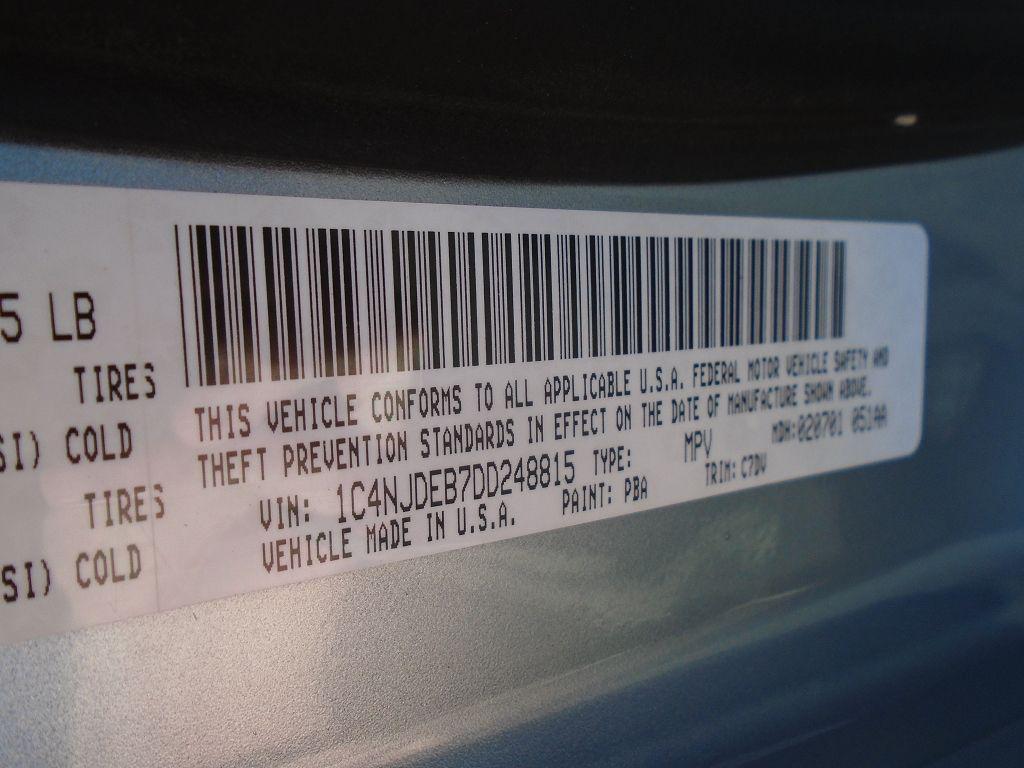 5 LB
TIRES
SI) COLD
TIRES
SI) COLD
THIS VEHICLE CONFORMS TO ALL APPLICABLE U.S.A. FEDERAL MOTOR VEHICLE SAFETY AND
THEFT PREVENTION STANDARDS IN EFFECT ON THE DATE OF MANUFACTURE SHOWN ABOVE.
VIN: 1C4NJDEB7DD248815 TYPE: MPV MDH:020701 051AA
VEHICLE MADE IN U.S.A. PAINT: PBA TRIM: C7DV